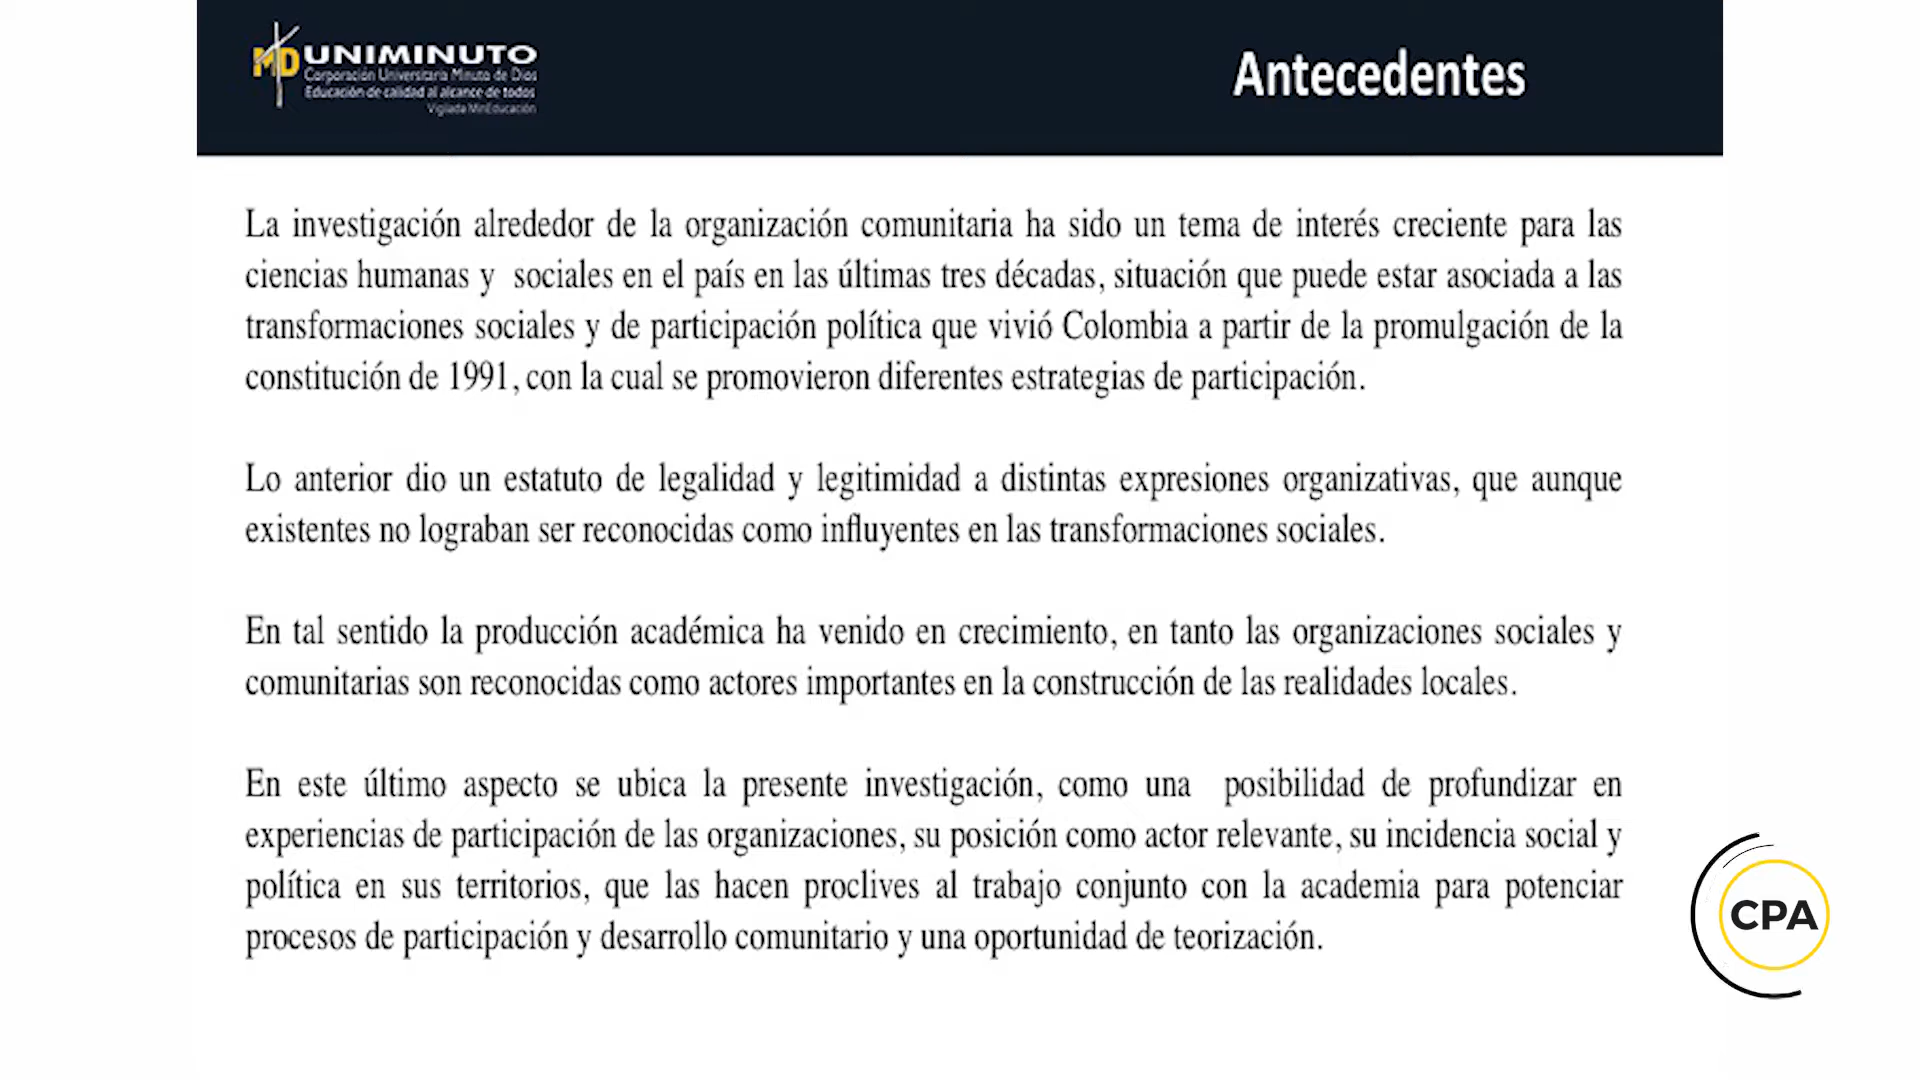 MD UNIMINUTO
Corporación Universitaria Minuto de Dios
Educación de calidad al alcance de todos
Vigilada MinEducación
Antecedentes
La investigación alrededor de la organización comunitaria ha sido un tema de interés creciente para las
ciencias humanas y sociales en el país en las últimas tres décadas, situación que puede estar asociada a las
transformaciones sociales y de participación política que vivió Colombia a partir de la promulgación de la
constitución de 1991, con la cual se promovieron diferentes estrategias de participación.
Lo anterior dio un estatuto de legalidad y legitimidad a distintas expresiones organizativas, que aunque
existentes no lograban ser reconocidas como influyentes en las transformaciones sociales.
En tal sentido la producción académica ha venido en crecimiento, en tanto las organizaciones sociales y
comunitarias son reconocidas como actores importantes en la construcción de las realidades locales.
En este último aspecto se ubica la presente investigación, como una posibilidad de profundizar en
experiencias de participación de las organizaciones, su posición como actor relevante, su incidencia social y
política en sus territorios, que las hacen proclives al trabajo conjunto con la academia para potenciar
procesos de participación y desarrollo comunitario y una oportunidad de teorización.
CPA